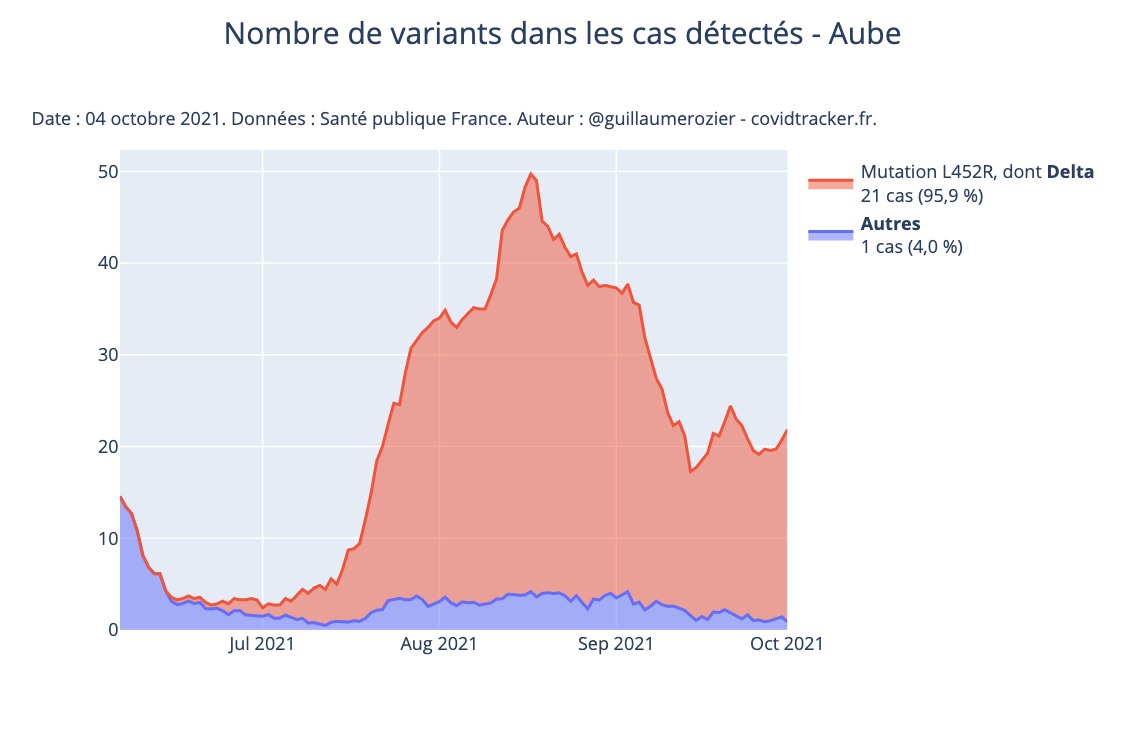 Nombre de variants dans les cas détectés - Aube
Date : 04 octobre 2021. Données : Santé publique France. Auteur : @guillaumerozier - covidtracker.fr.
50
40
30
20
10
0
Jul 2021
Aug 2021
Sep 2021
Oct 2021
Mutation L452R, dont Delta
21 cas (95,9 %)
Autres
1 cas (4,0 %)